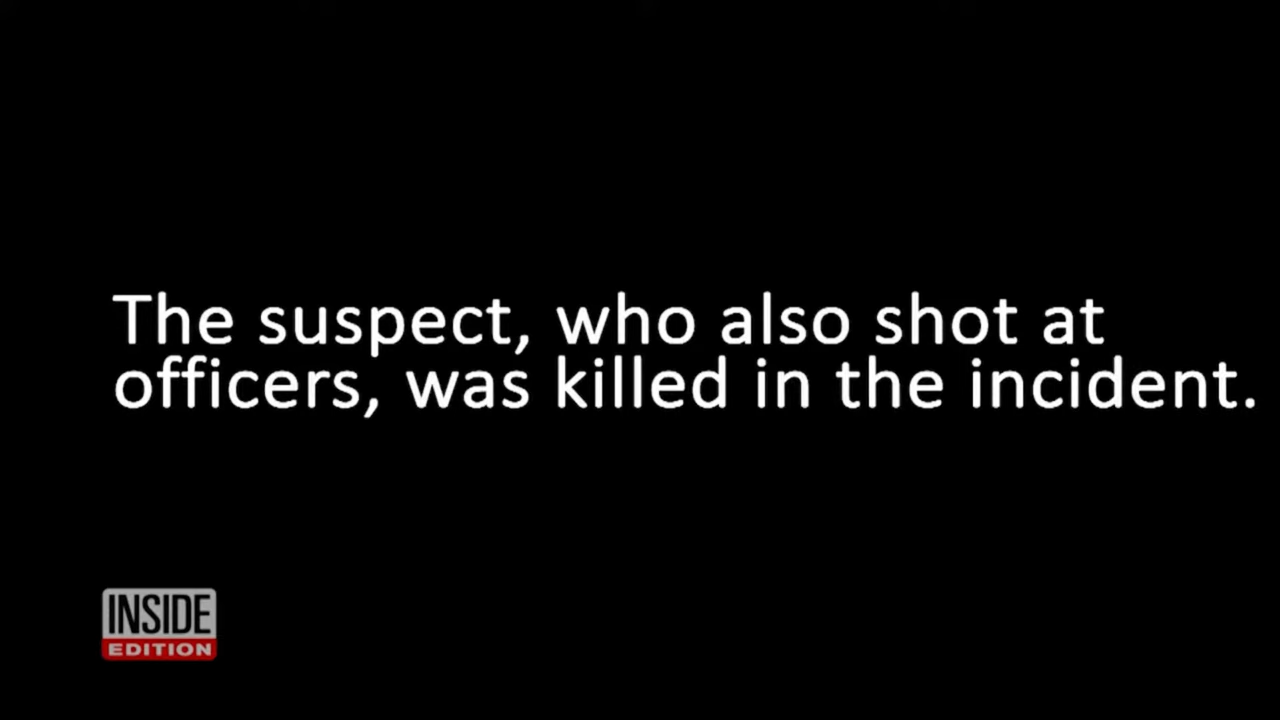 The suspect, who also shot at
officers, was killed in the incident.
INSIDE
EDITION